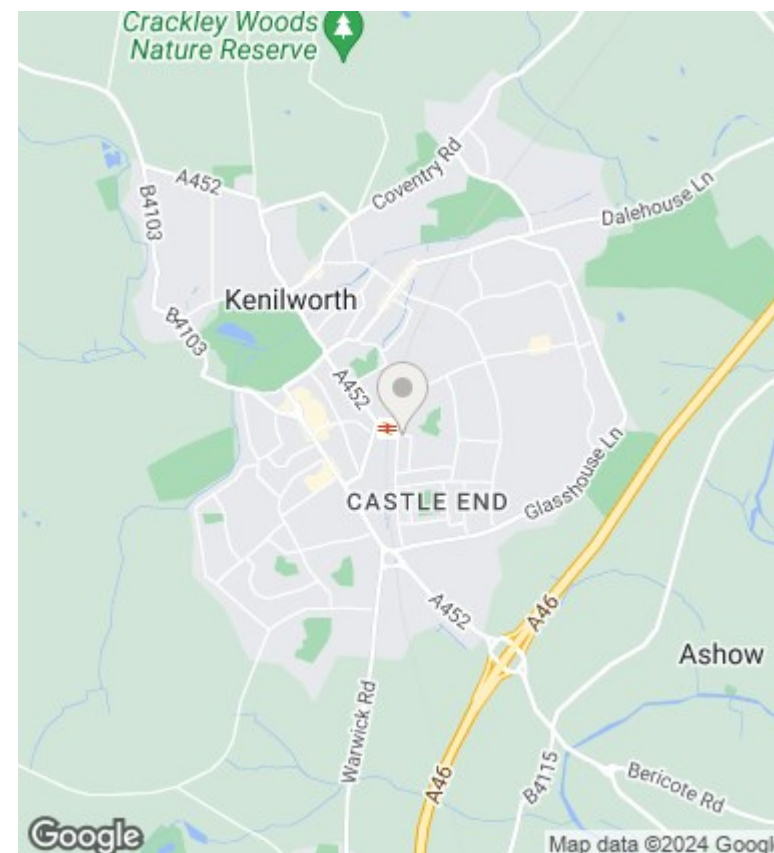 Crackley Woods
Nature Reserve
Coventry Rd
A452
B4103
Dalehouse Ln
Kenilworth
B4103
A452
Glasshouse Ln
CASTLE END
A452
A46
Ashow
Warwick Rd
A46
B4115
Bericote Rd
Google
Map data ©2024 Google